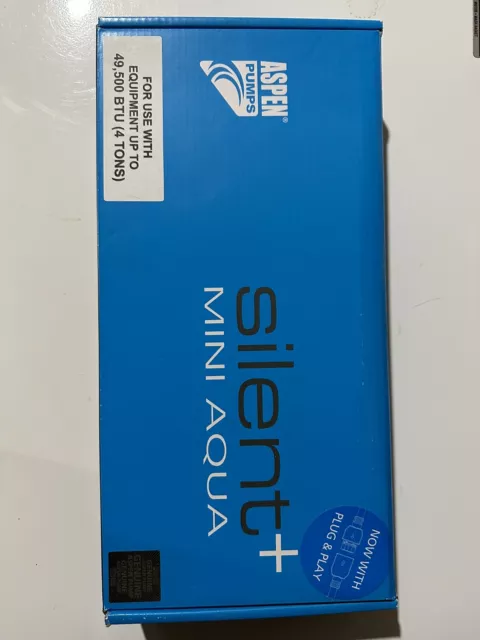 ASPEN®
PUMPS
FOR USE WITH
EQUIPMENT UP TO
49,500 BTU (4 TONS)
silent+
MINI AQUA
NOW WITH
PLUG & PLAY
GENUINE